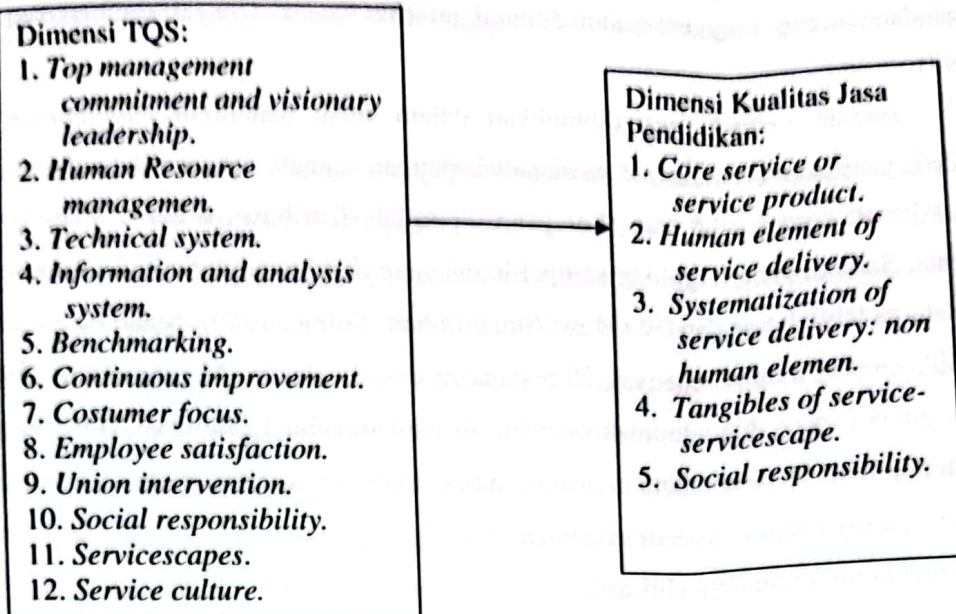 Dimensi TQS:
1. Top management
commitment and visionary
leadership.
2. Human Resource
managemen.
3. Technical system.
4. Information and analysis
system.
5. Benchmarking.
6. Continuous improvement.
7. Costumer focus.
8. Employee satisfaction.
9. Union intervention.
10. Social responsibility.
11. Servicescapes.
12. Service culture.
Dimensi Kualitas Jasa
Pendidikan:
1. Core service or
service product.
2. Human element of
service delivery.
3. Systematization of
service delivery: non
human elemen.
4. Tangibles of service-
servicescape.
5. Social responsibility.